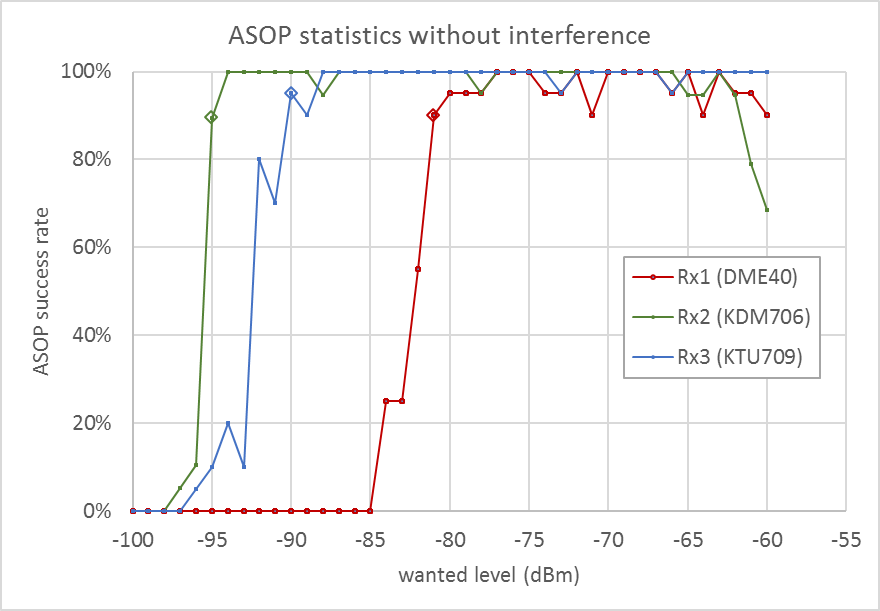 ASOP statistics without interference
100%
80%
60%
40%
20%
0%
ASOP success rate
Rx1 (DME40)
Rx2 (KDM706)
Rx3 (KTU709)
-100 -95 -90 -85 -80 -75 -70 -65 -60 -55
wanted level (dBm)